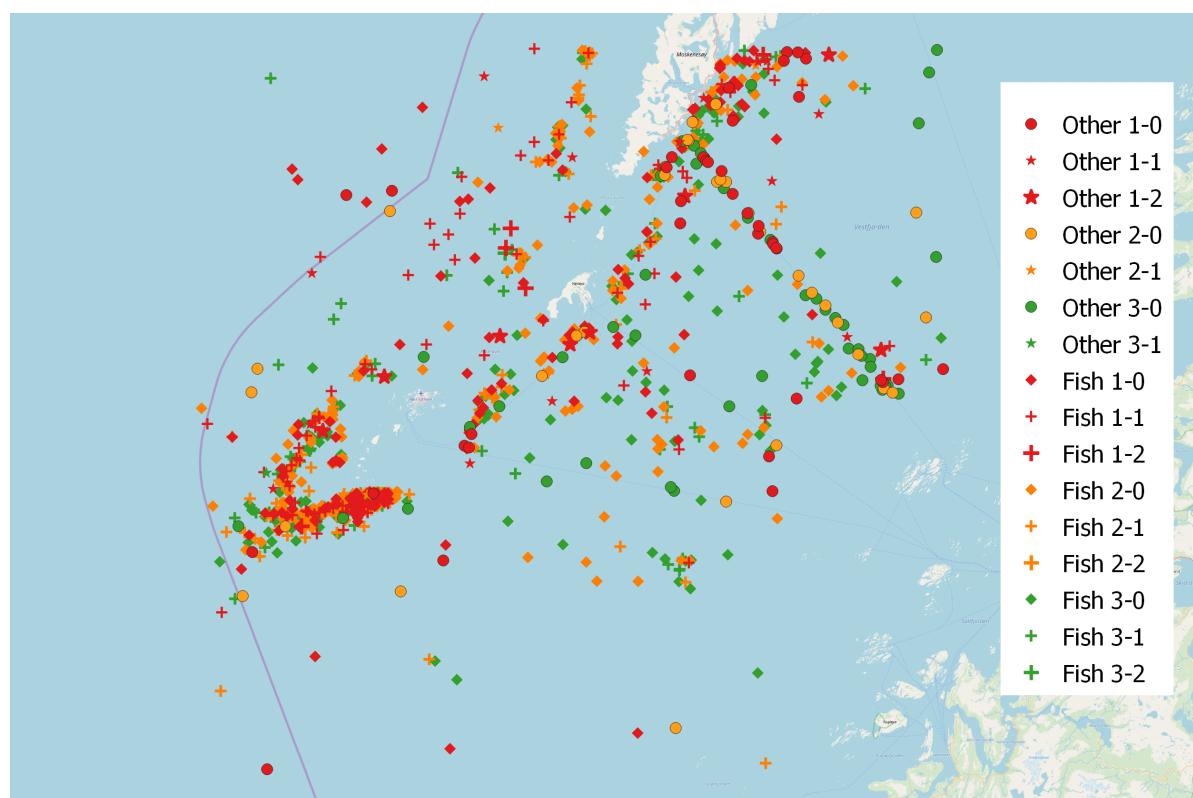 Moskenesøy
Vestfjorden
Værøya
Other 1-0
Other 1-1
Other 1-2
Other 2-0
Other 2-1
Other 3-0
Other 3-1
Fish 1-0
Fish 1-1
Fish 1-2
Fish 2-0
Fish 2-1
Fish 2-2
Fish 3-0
Fish 3-1
Fish 3-2